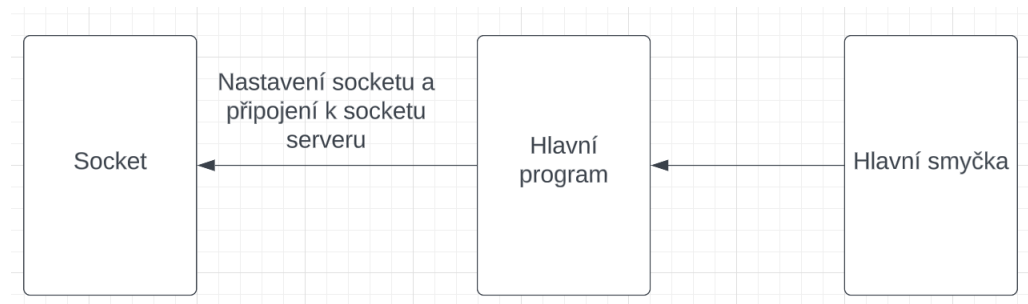 Socket
Nastavení socketu a
připojení k socketu
serveru
Hlavní
program
Hlavní smyčka